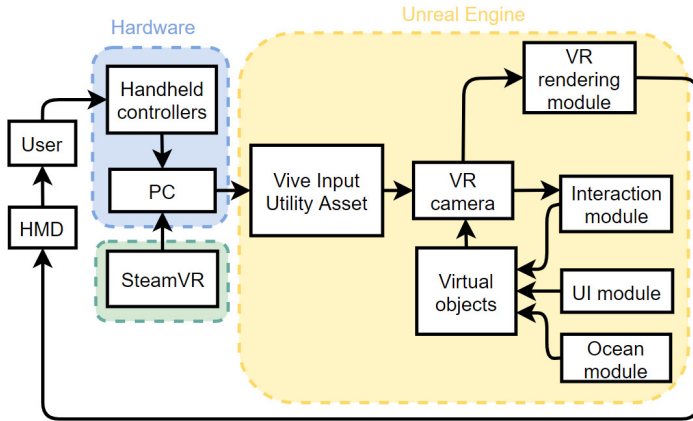 Hardware
Unreal Engine
Handheld
controllers
VR
rendering
module
User
PC
Vive Input
Utility Asset
VR
camera
Interaction
module
HMD
SteamVR
Virtual
objects
UI module
Ocean
module